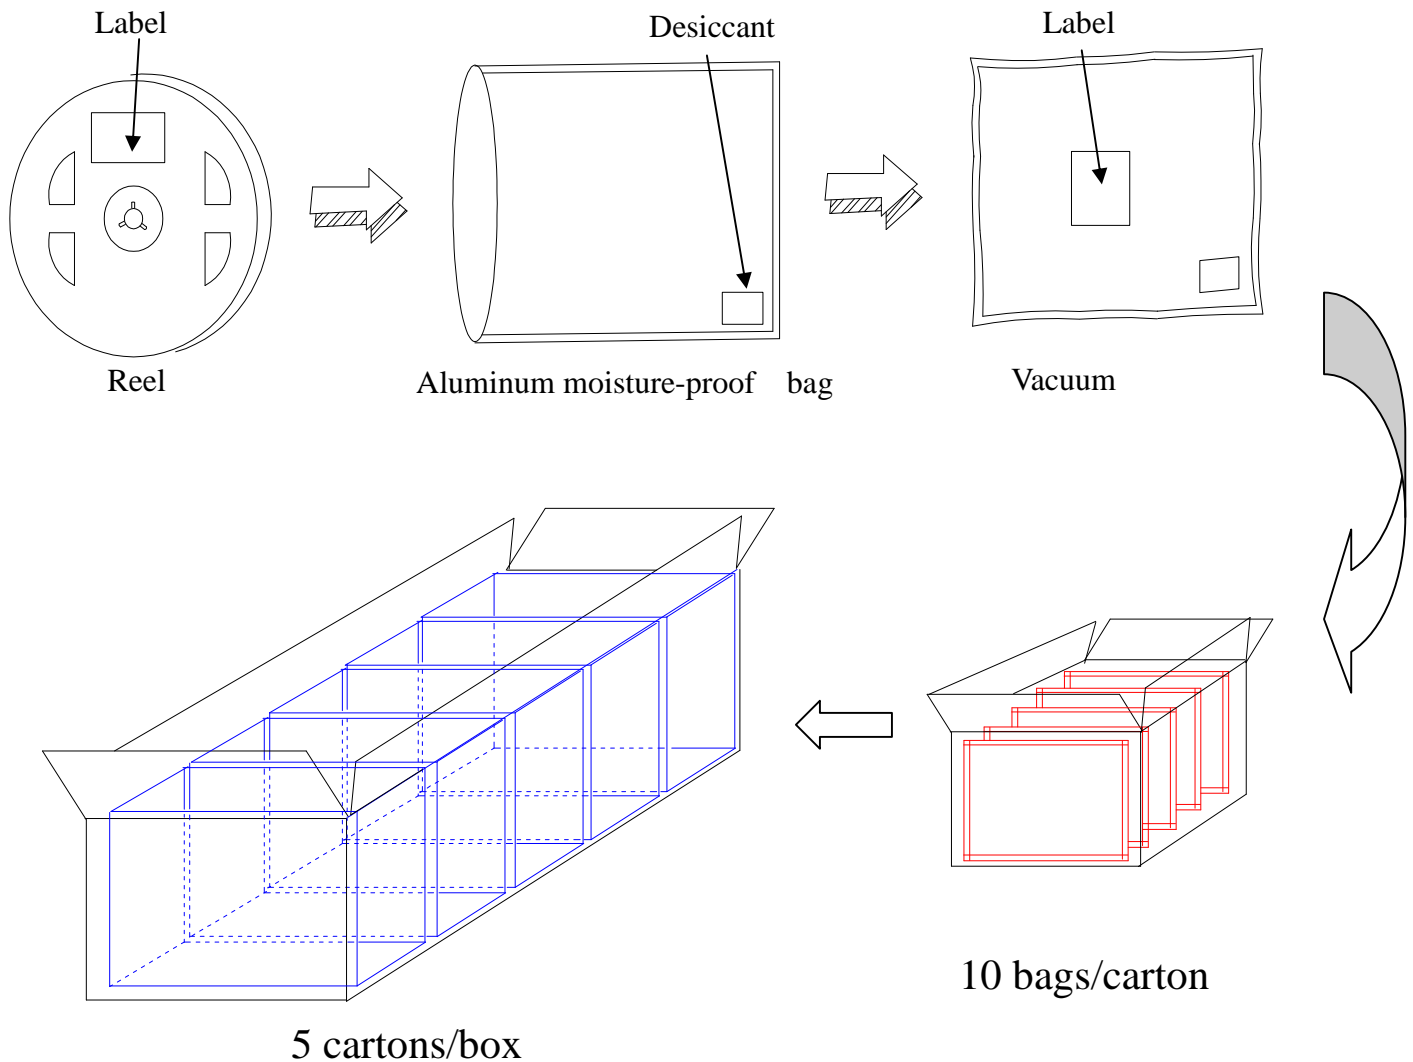 Label
Desiccant
Label
Reel
Aluminum moisture-proof bag
Vacuum
10 bags/carton
5 cartons/box